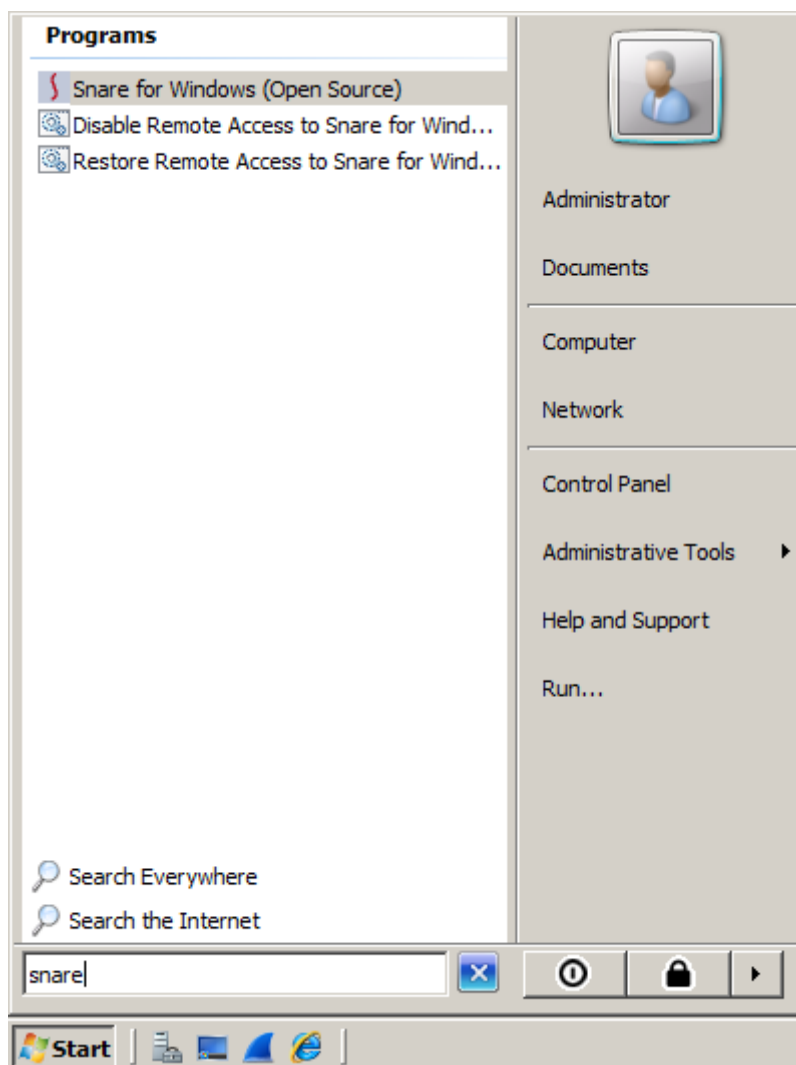 Programs
Snare for Windows (Open Source)
Disable Remote Access to Snare for Wind...
Restore Remote Access to Snare for Wind...
Search Everywhere
Search the Internet
snare
Administrator
Documents
Computer
Network
Control Panel
Administrative Tools
Help and Support
Run...
Start